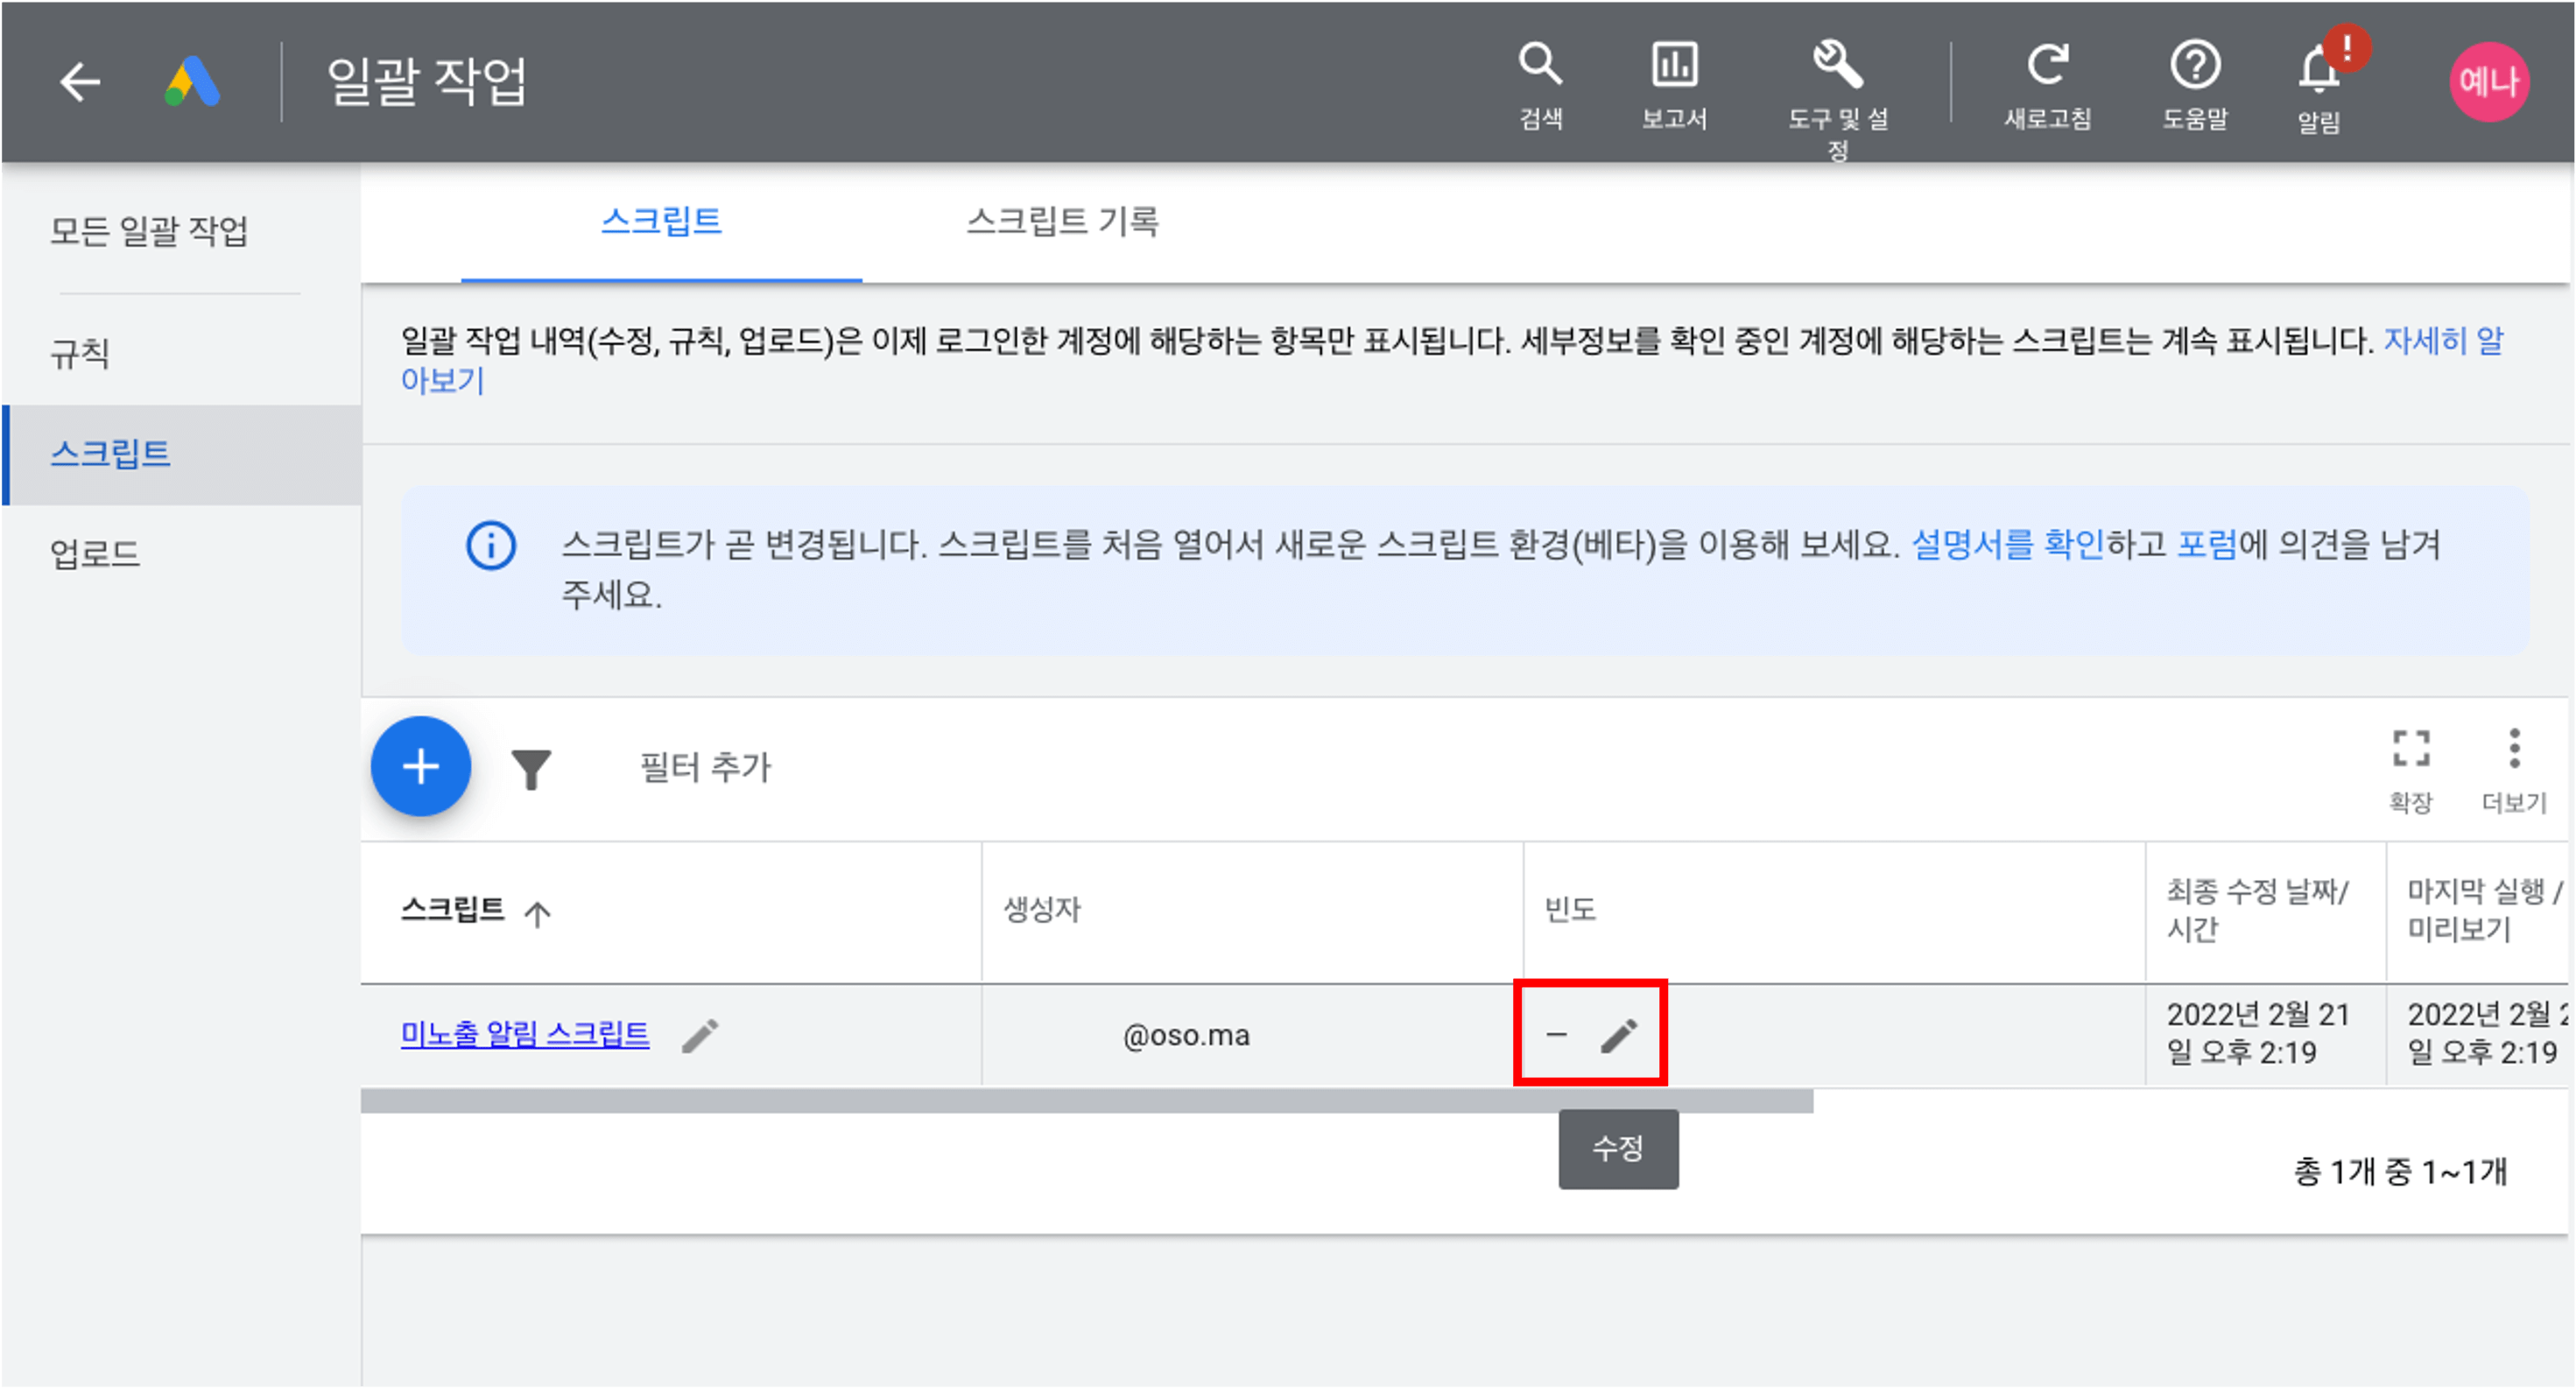 일괄 작업
검색
보고서
도구 및 설
정
새로고침
도움말
알림
!
예나
모든 일괄 작업
규칙
스크립트
업로드
스크립트
스크립트 기록
일괄 작업 내역(수정, 규칙, 업로드)은 이제 로그인한 계정에 해당하는 항목만 표시됩니다. 세부정보를 확인 중인 계정에 해당하는 스크립트는 계속 표시됩니다. 자세히 알
아보기
스크립트가 곧 변경됩니다. 스크립트를 처음 열어서 새로운 스크립트 환경(베타)을 이용해 보세요. 설명서를 확인하고 포럼에 의견을 남겨
주세요.
필터 추가
확장
더보기
스크립트
생성자
빈도
최종 수정 날짜/
시간
마지막 실행 /
미리보기
미노출 알림 스크립트
@oso.ma
–
2022년 2월 21
일 오후 2:19
2022년 2월 2
일 오후 2:19
수정
총 1개 중 1~1개